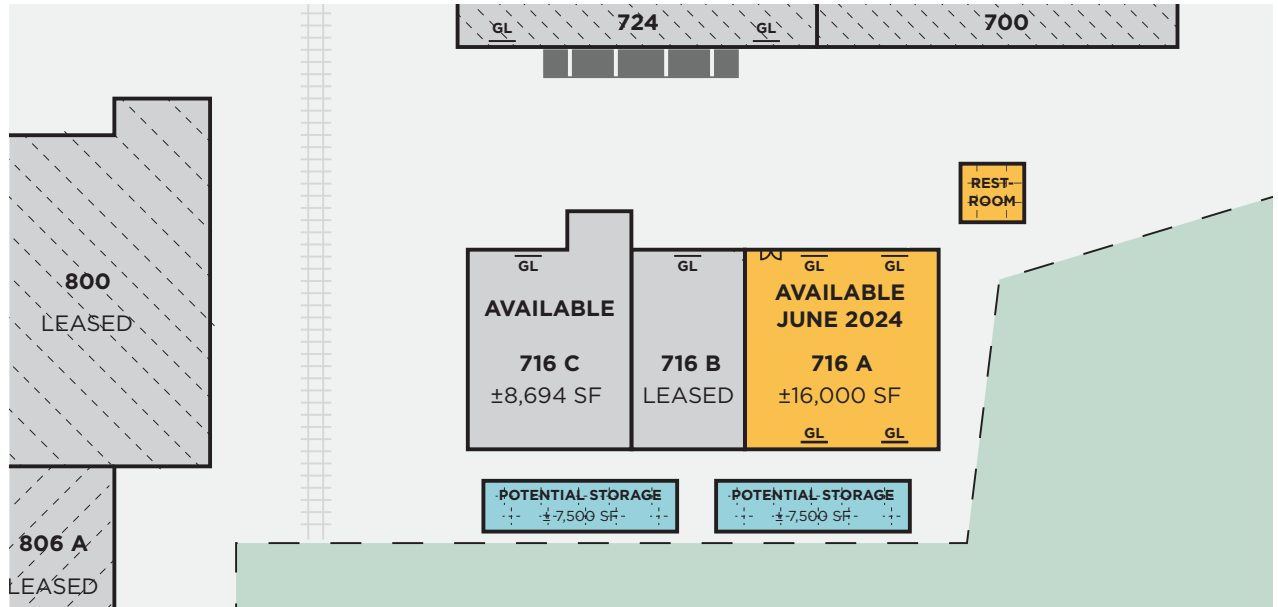 724
700
GL
GL
REST-
ROOM
800
LEASED
GL
GL
GL
GL
AVAILABLE
AVAILABLE
JUNE 2024
716 C
±8,694 SF
716 B
LEASED
716 A
±16,000 SF
GL
GL
POTENTIAL STORAGE
±7,500 SF
POTENTIAL STORAGE
±7,500 SF
806 A
LEASED